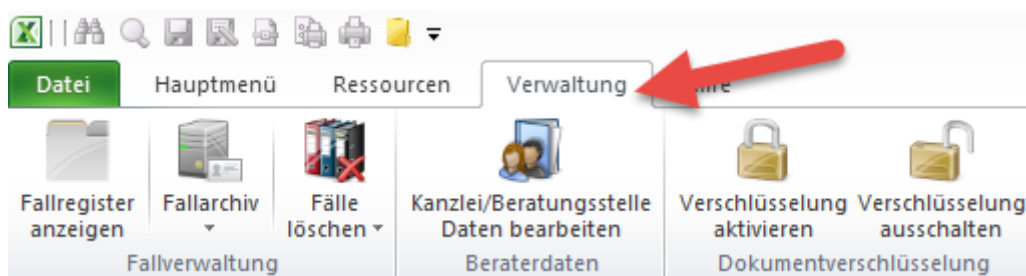 Datei Hauptmenü Ressourcen Verwaltung
Fallregister anzeigen Fallarchiv Fälle löschen Kanzlei/Beratungsstelle Daten bearbeiten Verschlüsselung aktivieren Verschlüsselung ausschalten
Fallverwaltung Beraterdaten Dokumentverschlüsselung